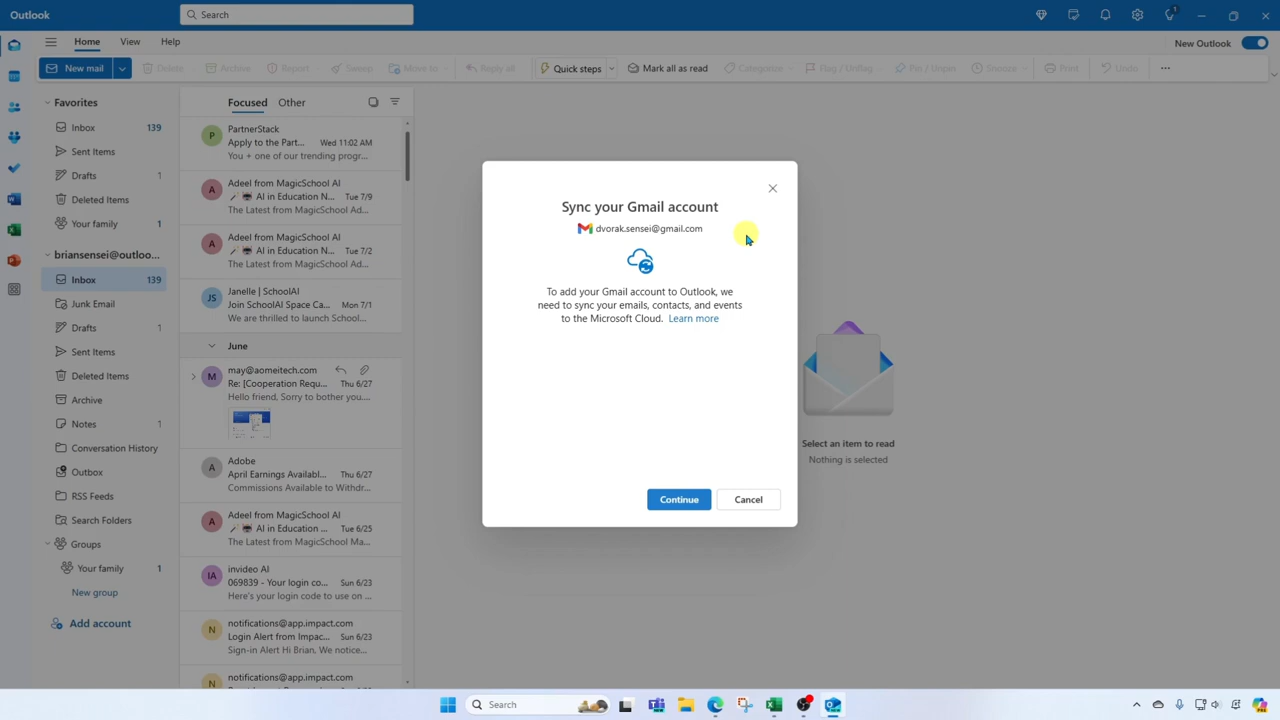 Outlook
Search
Home
View
Help
New Outlook
New mail
Delete
Archive
Report
Sweep
Move to
Reply all
Quick steps
Mark all as read
Categorize
Flag / Unflag
Pin / Unpin
Snooze
Print
Undo
Favorites
Inbox 139
Sent Items
Drafts 1
Deleted Items
Your family 1
briansensei@outloo...
Inbox 139
Junk Email
Drafts 1
Sent Items
Deleted Items
Archive
Notes 1
Conversation History
Outbox
RSS Feeds
Search Folders
Groups
Your family 1
New group
Add account
Focused Other
P
PartnerStack
Apply to the Part... Wed 11:02 AM
You + one of our trending progr...
A
Adeel from MagicSchool AI
AI in Education N... Tue 7/9
The Latest from MagicSchool Ad...
A
Adeel from MagicSchool AI
AI in Education N... Tue 7/2
The Latest from MagicSchool Ad...
JS
Janelle | SchoolAI
Join SchoolAI Space Ca... Mon 7/1
We are thrilled to launch School...
June
M
may@aomeitech.com
Re: [Cooperation Requ... Thu 6/27
Hello friend, Sorry to bother you....
A
Adobe
April Earnings Availabl... Thu 6/27
Commissions Available to Withdr...
A
Adeel from MagicSchool AI
AI in Education N... Tue 6/25
The Latest from MagicSchool Ma...
IA
invideo AI
069839 - Your login co... Sun 6/23
Here's your login code to use on ...
N
notifications@app.impact.com
Login Alert from Impac... Sun 6/23
Sign-in Alert Hi Brian, We notice...
N
notifications@app.impact.com
Sync your Gmail account
dvorak.sensei@gmail.com
To add your Gmail account to Outlook, we
need to sync your emails, contacts, and events
to the Microsoft Cloud. Learn more
Continue Cancel
Select an item to read
Nothing is selected
Search
1